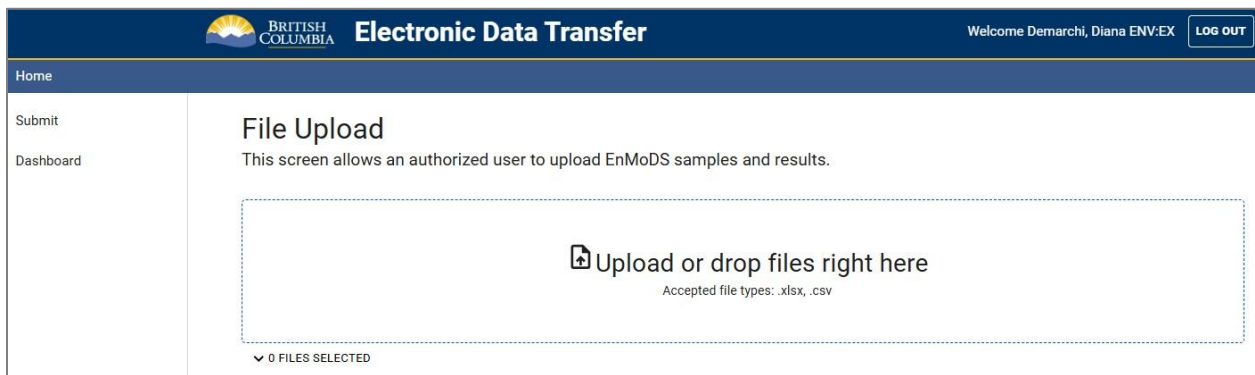 BRITISH
COLUMBIA
Electronic Data Transfer
Welcome Demarchi, Diana ENV:EX
LOG OUT
Home
Submit
Dashboard
File Upload
This screen allows an authorized user to upload EnMoDS samples and results.
Upload or drop files right here
Accepted file types: .xlsx, .csv
0 FILES SELECTED